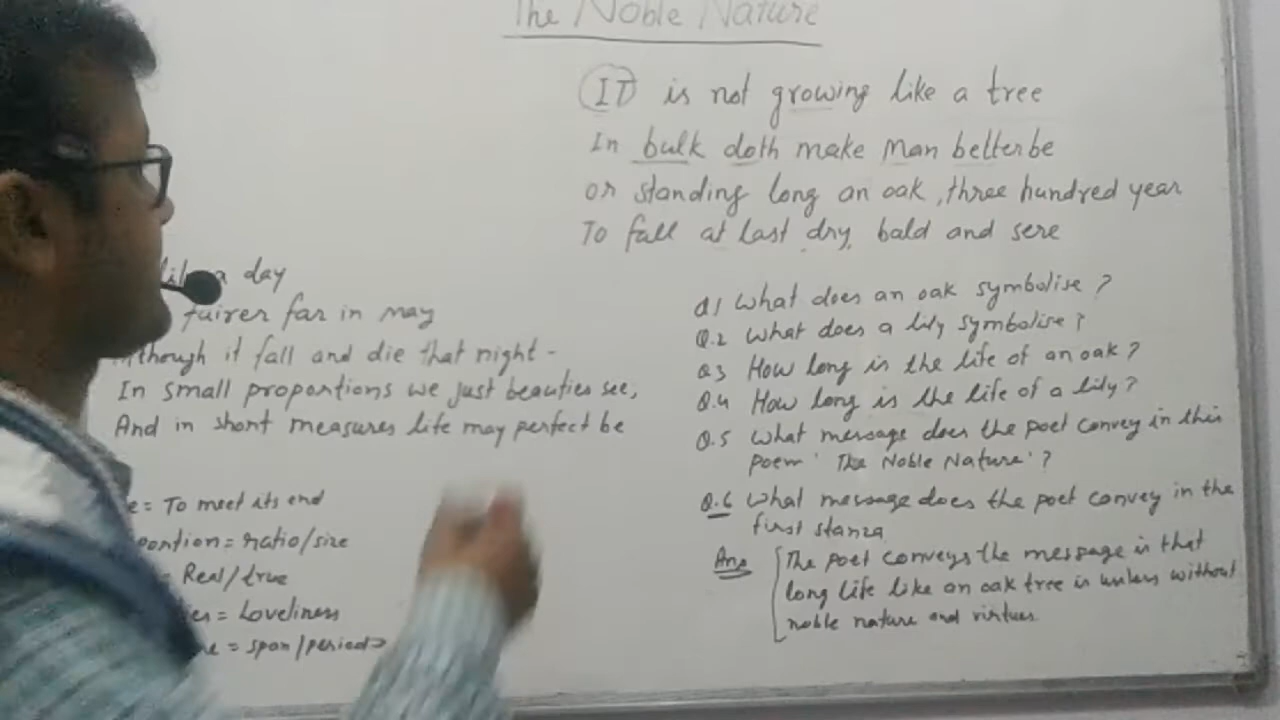 The Noble Nature
IT is not growing like a tree
In bulk doth make Man better be
or standing long an oak, three hundred year
To fall at last dry, bald and sere
a day
fairer far in may
Although it fall and die that night -
In small proportions we just beauties see,
And in short measures life may perfect be
e = To meet its end
portion = ratio/size
Real/true
ies = Loveliness
re = span/period
Q1 What does an oak symbolise?
Q.2 What does a lily symbolise?
Q3 How long is the life of an oak?
Q.4 How long is the life of a lily?
Q.5 What message does the poet convey in this
poem 'The Noble Nature'?
Q.6 What message does the poet convey in the
first stanza
Ans The poet conveys the message is that
long life like an oak tree is useless without
noble nature and virtues.